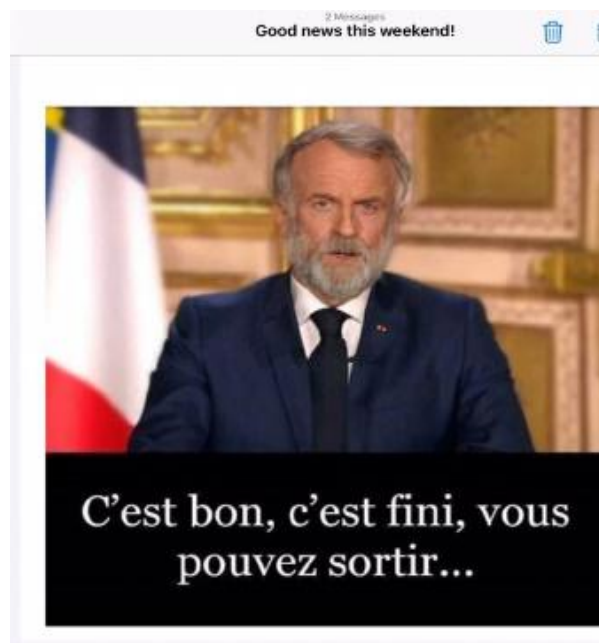 2 Messages
Good news this weekend!
C’est bon, c’est fini, vous
pouvez sortir...